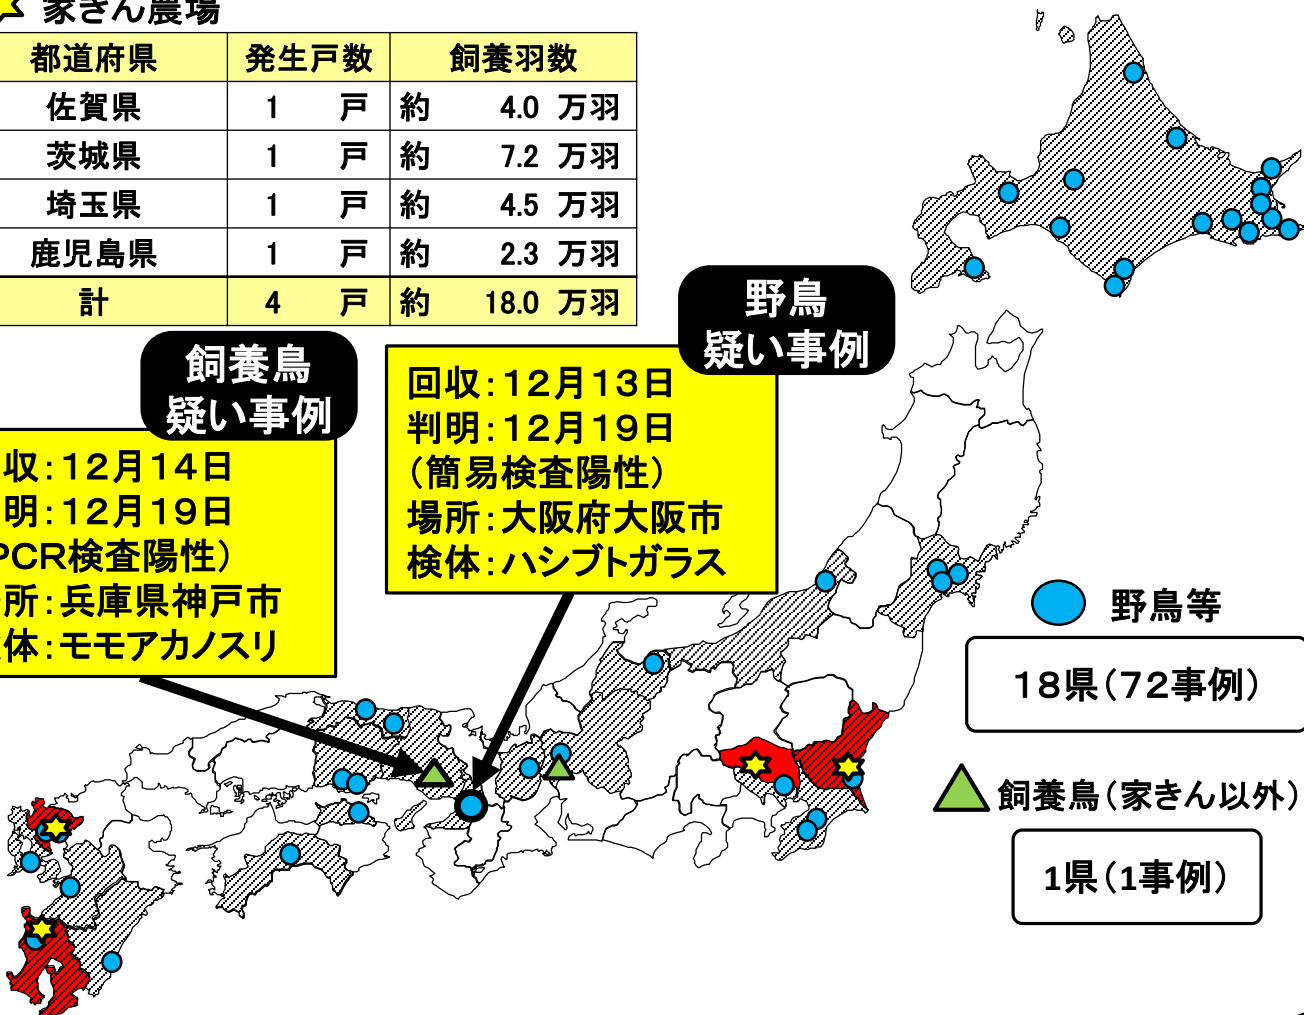 家きん農場
都道府県 発生戸数 飼養羽数
佐賀県 1 戸 約 4.0 万羽
茨城県 1 戸 約 7.2 万羽
埼玉県 1 戸 約 4.5 万羽
鹿児島県 1 戸 約 2.3 万羽
計 4 戸 約 18.0 万羽
飼養鳥
疑い事例
収：１２月１４日
明：１２月１９日
PCR検査陽性）
所：兵庫県神戸市
体：モモアカノスリ
野鳥
疑い事例
回収：１２月１３日
判明：１２月１９日
（簡易検査陽性）
場所：大阪府大阪市
検体：ハシブトガラス
野鳥等
１８県（７２事例）
飼養鳥（家きん以外）
1県（1事例）